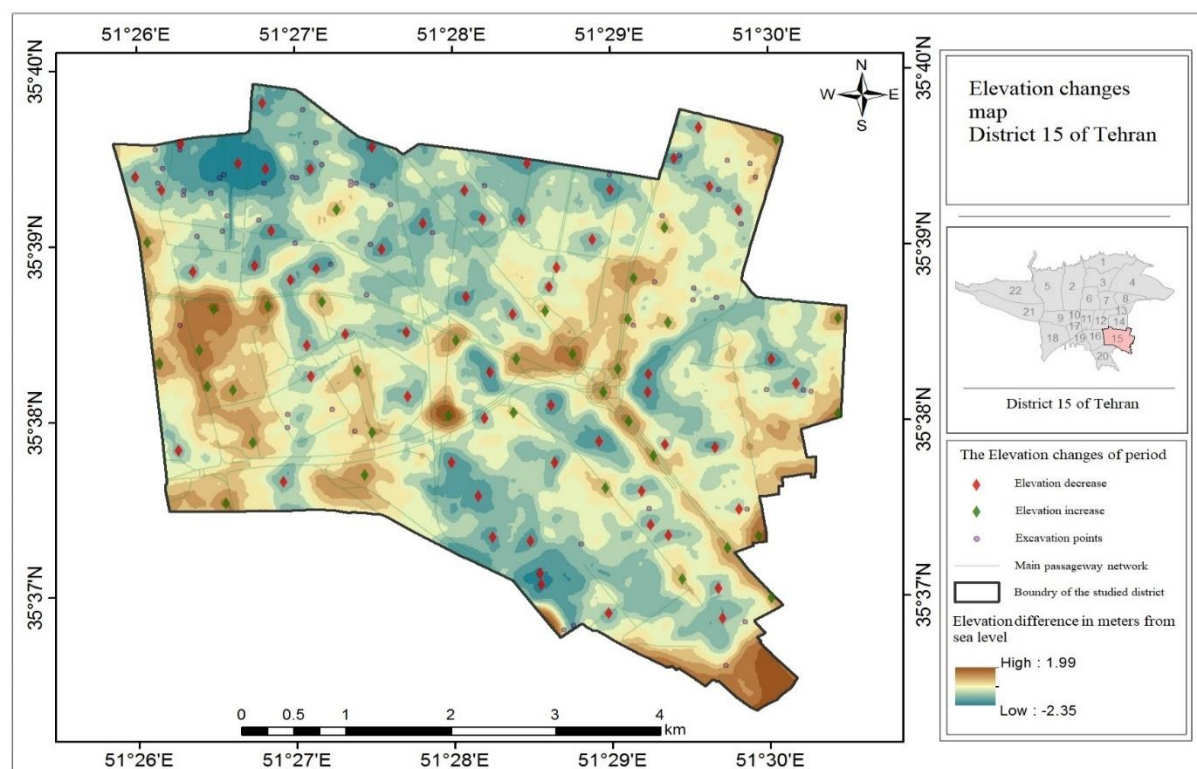 51°26'E 51°27'E 51°28'E 51°29'E 51°30'E
35°40'N
35°39'N
35°38'N
35°37'N
N
W E
S
35°40'N
35°39'N
35°38'N
35°37'N
0 0.5 1 2 3 4
km
51°26'E 51°27'E 51°28'E 51°29'E 51°30'E
Elevation changes
map
District 15 of Tehran
1
2
3
4
5
6
7
8
22
21
9
10
11
12
13
14
17
18
19
16
15
20
District 15 of Tehran
The Elevation changes of period
Elevation decrease
Elevation increase
Excavation points
Main passageway network
Boundry of the studied district
Elevation difference in meters from
sea level
High : 1.99
Low : -2.35